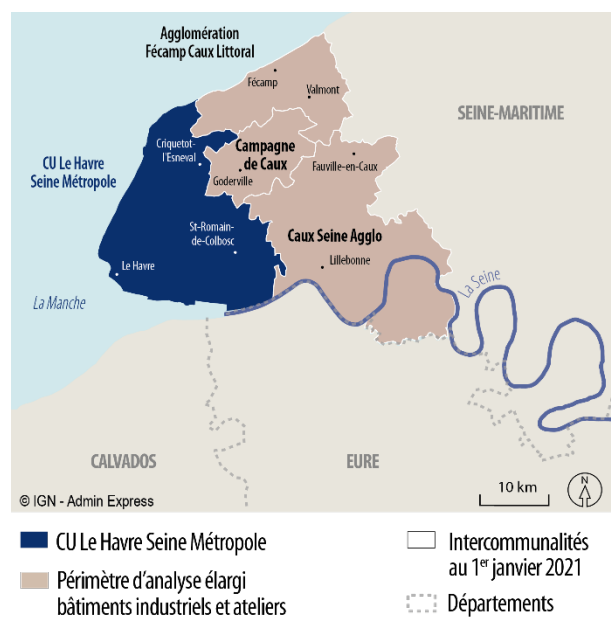 Agglomération
Fécamp Caux Littoral
Fécamp
Valmont
SEINE-MARITIME
Criquetot-
l'Esneval
Campagne
de Caux
CU Le Havre
Seine Métropole
Fauville-en-Caux
Goderville
St-Romain-
de-Colbosc
Caux Seine Agglo
Le Havre
Lillebonne
La Seine
La Manche
CALVADOS
EURE
10 km
N
© IGN - Admin Express
CU Le Havre Seine Métropole
Périmètre d'analyse élargi
bâtiments industriels et ateliers
Intercommunalités
au 1er janvier 2021
Départements